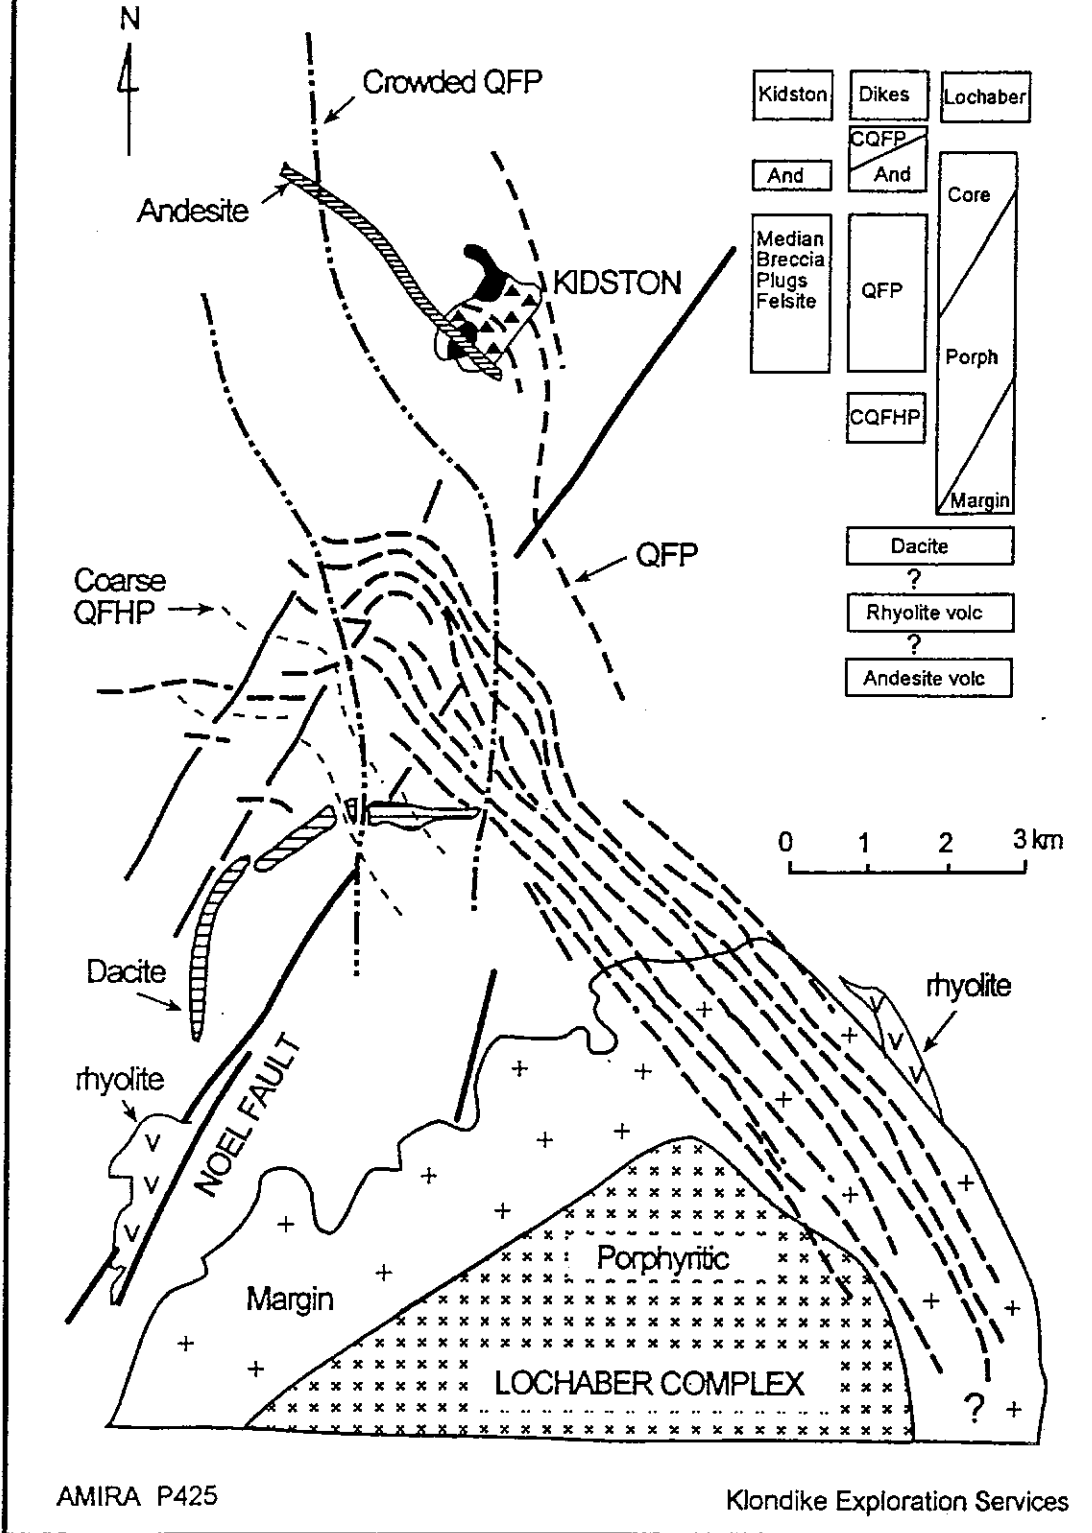 N
Crowded QFP
Andesite
KIDSTON
Kidston
Dikes
Lochaber
CQFP
And
And
Core
Median
Breccia
Plugs
Felsite
QFP
Porph
CQFHP
Margin
Dacite
?
Rhyolite volc
?
Andesite volc
QFP
Coarse
QFHP
0 1 2 3 km
Dacite
rhyolite
rhyolite
NOEL FAULT
Margin
Porphyritic
LOCHABER COMPLEX
?
AMIRA P425
Klondike Exploration Services